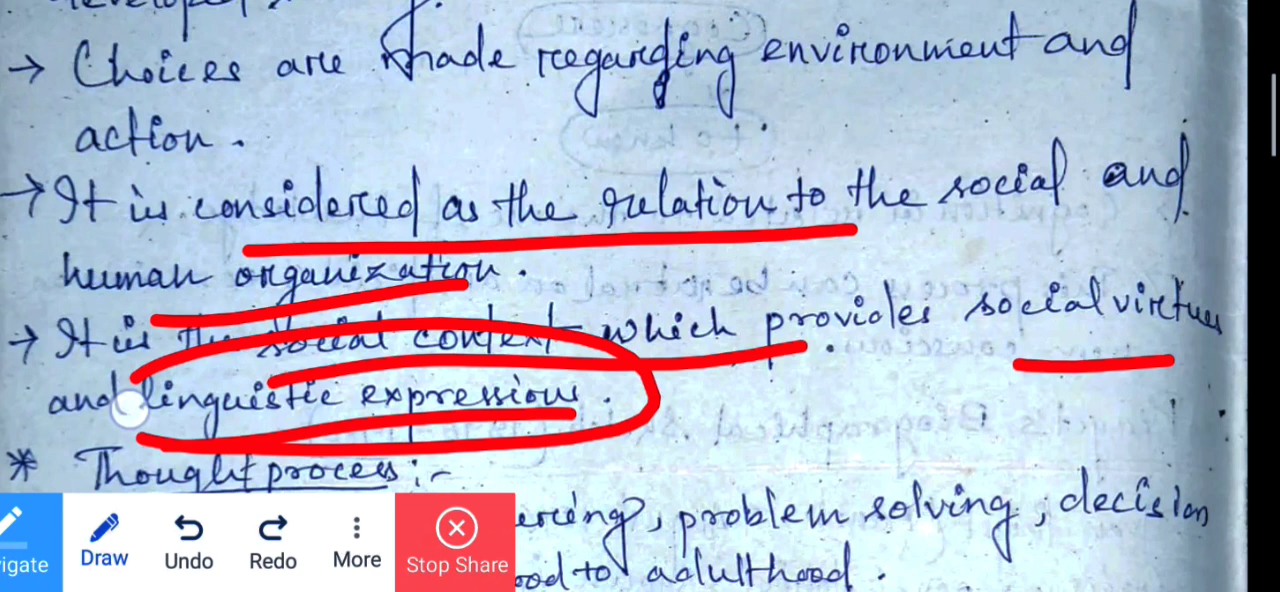 → Choices are made regarding environment and
action.
→ It is considered as the relation to the social and
human organization.
→ It is the social context which provides social virtues
and linguistic expressions.
* Thought process :-
problem solving, decision
to adulthood.
Draw
Undo
Redo
More
Stop Share